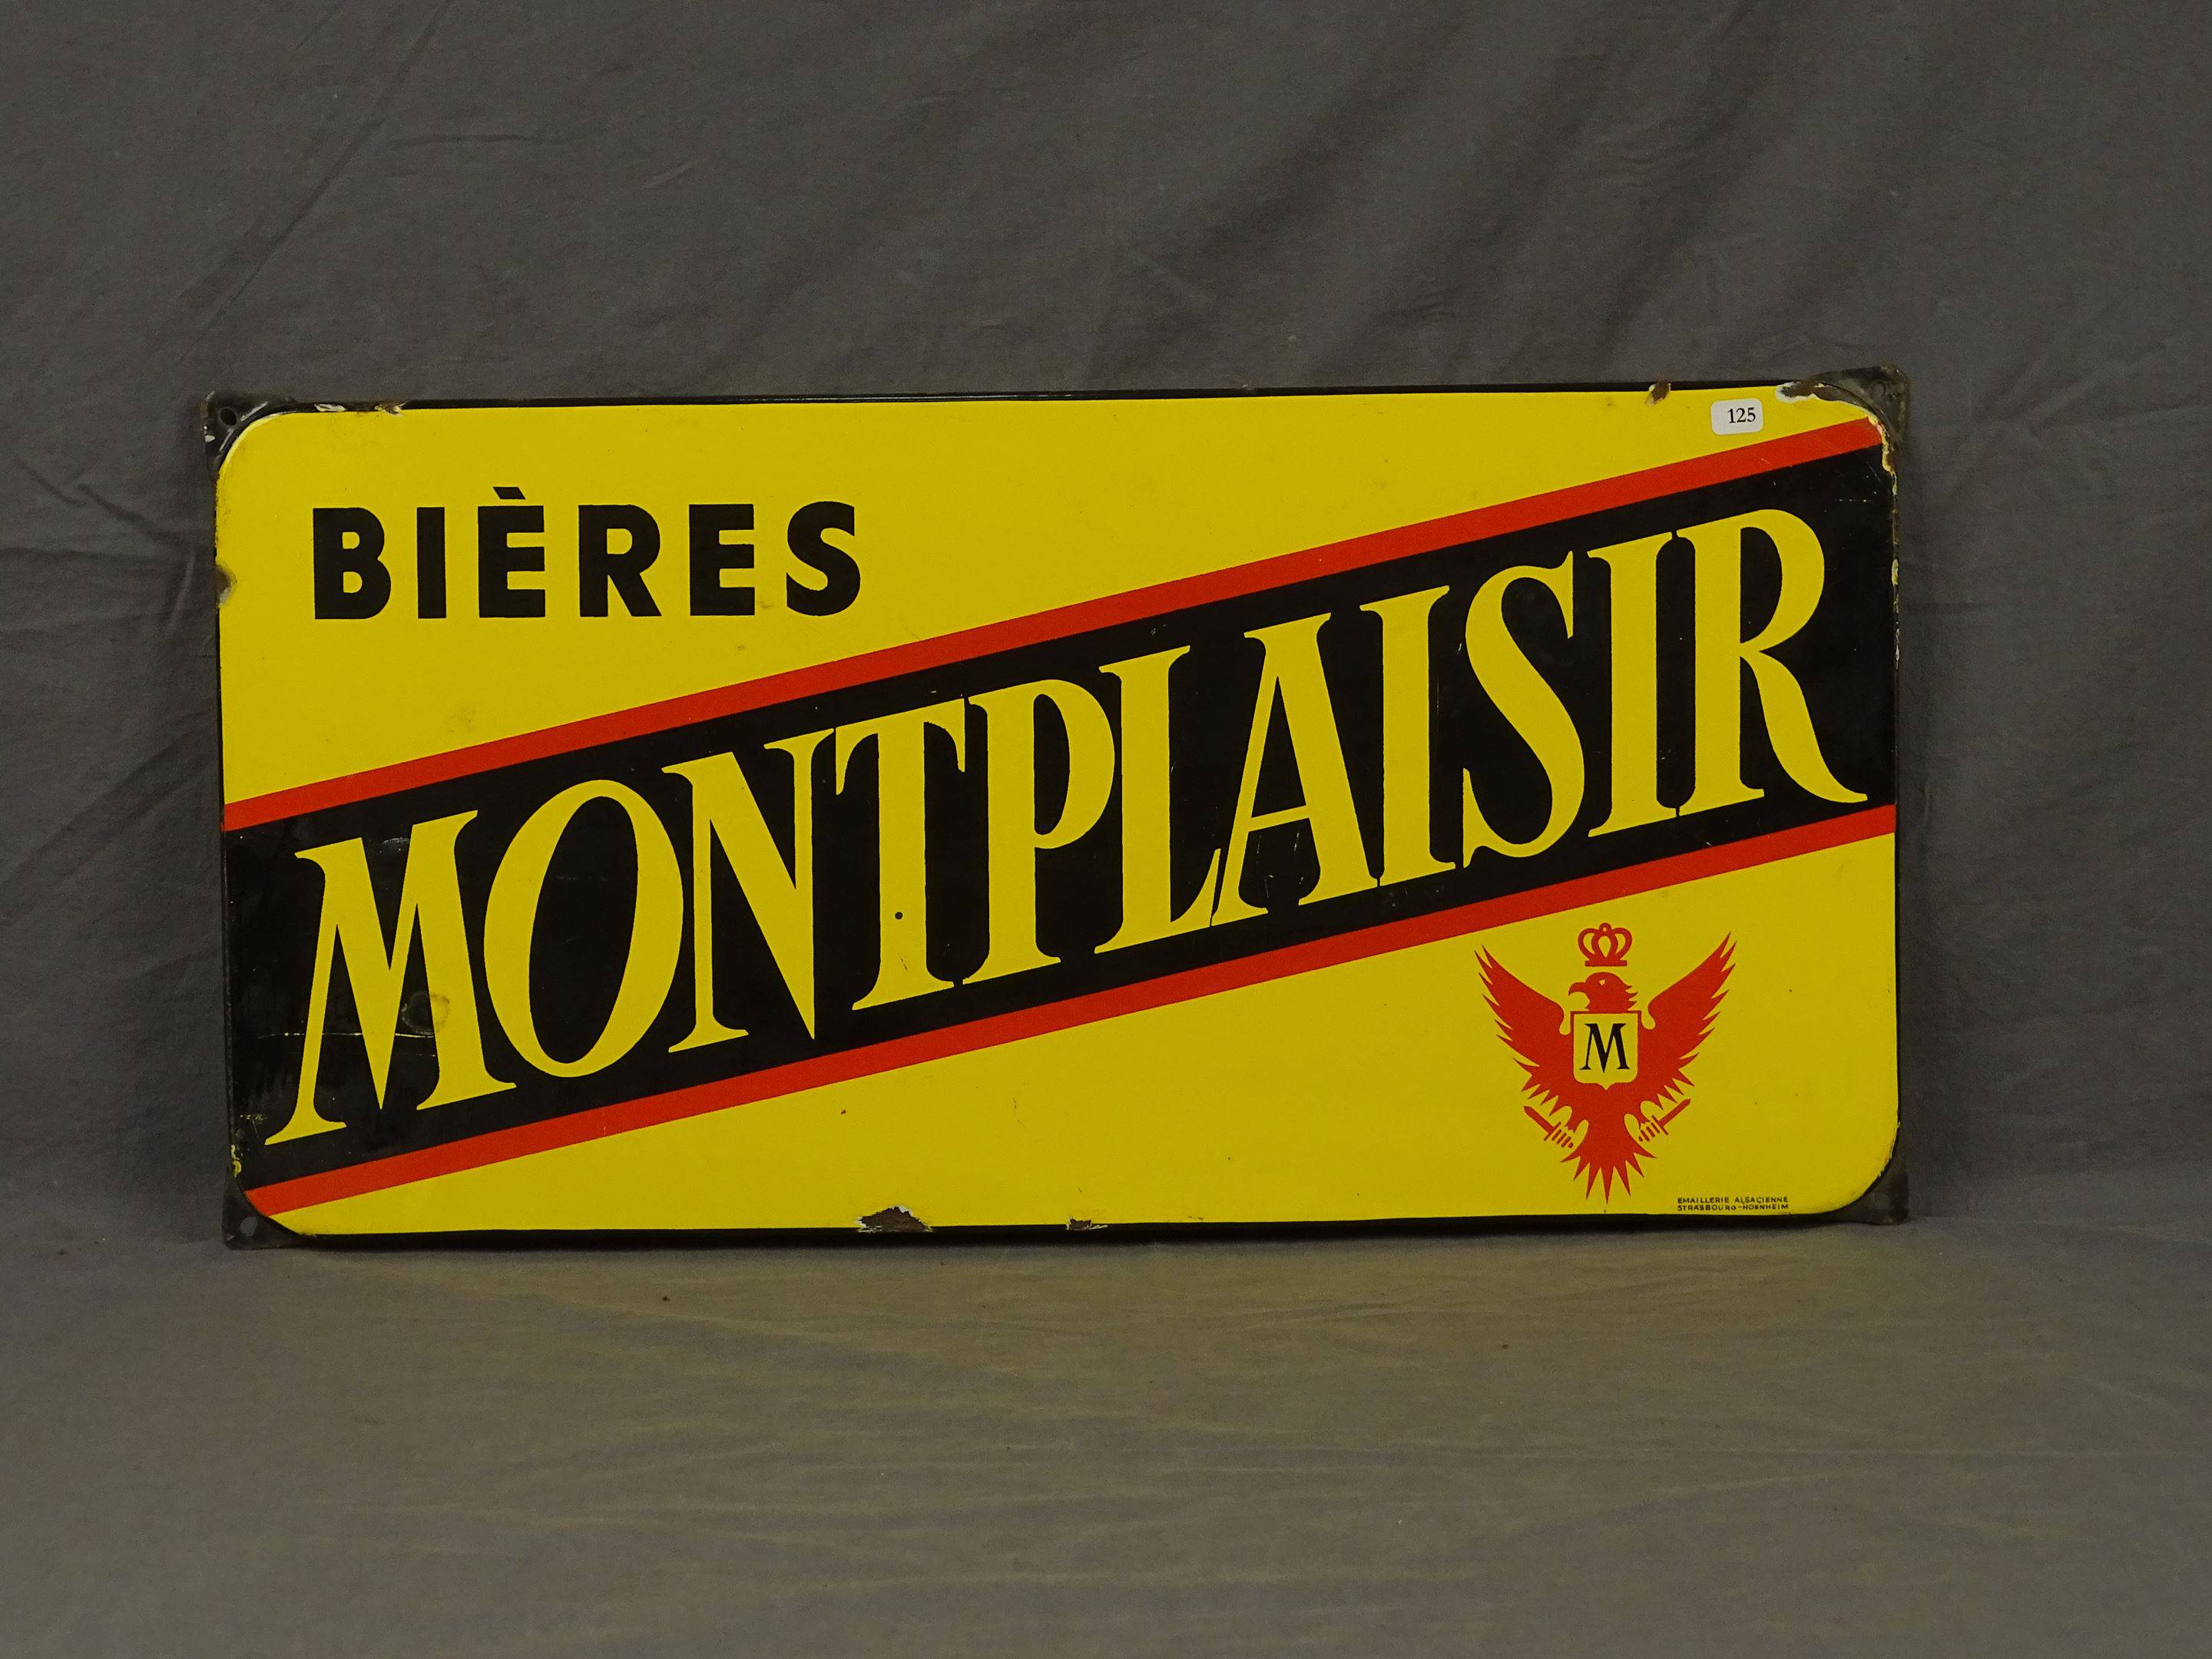 125
BIÈRES
MONTPLAISIR
M
EMAILLERIE ALSACIENNE
STRASBOURG-HOENHEIM